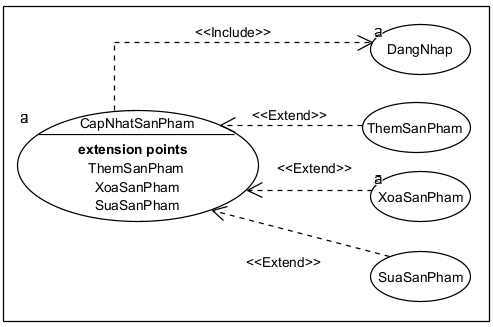 <<Include>>
a
DangNhap
a
CapNhatSanPham
<<Extend>>
ThemSanPham
extension points
ThemSanPham
XoaSanPham
SuaSanPham
<<Extend>>
a
XoaSanPham
<<Extend>>
SuaSanPham